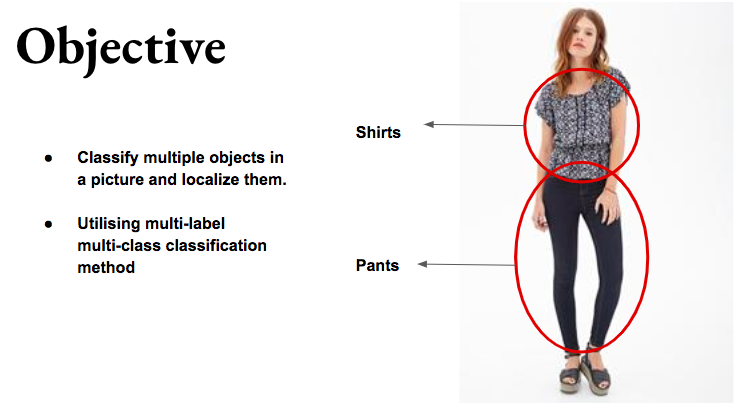 Objective
● Classify multiple objects in
a picture and localize them.
● Utilising multi-label
multi-class classification
method
Shirts
Pants